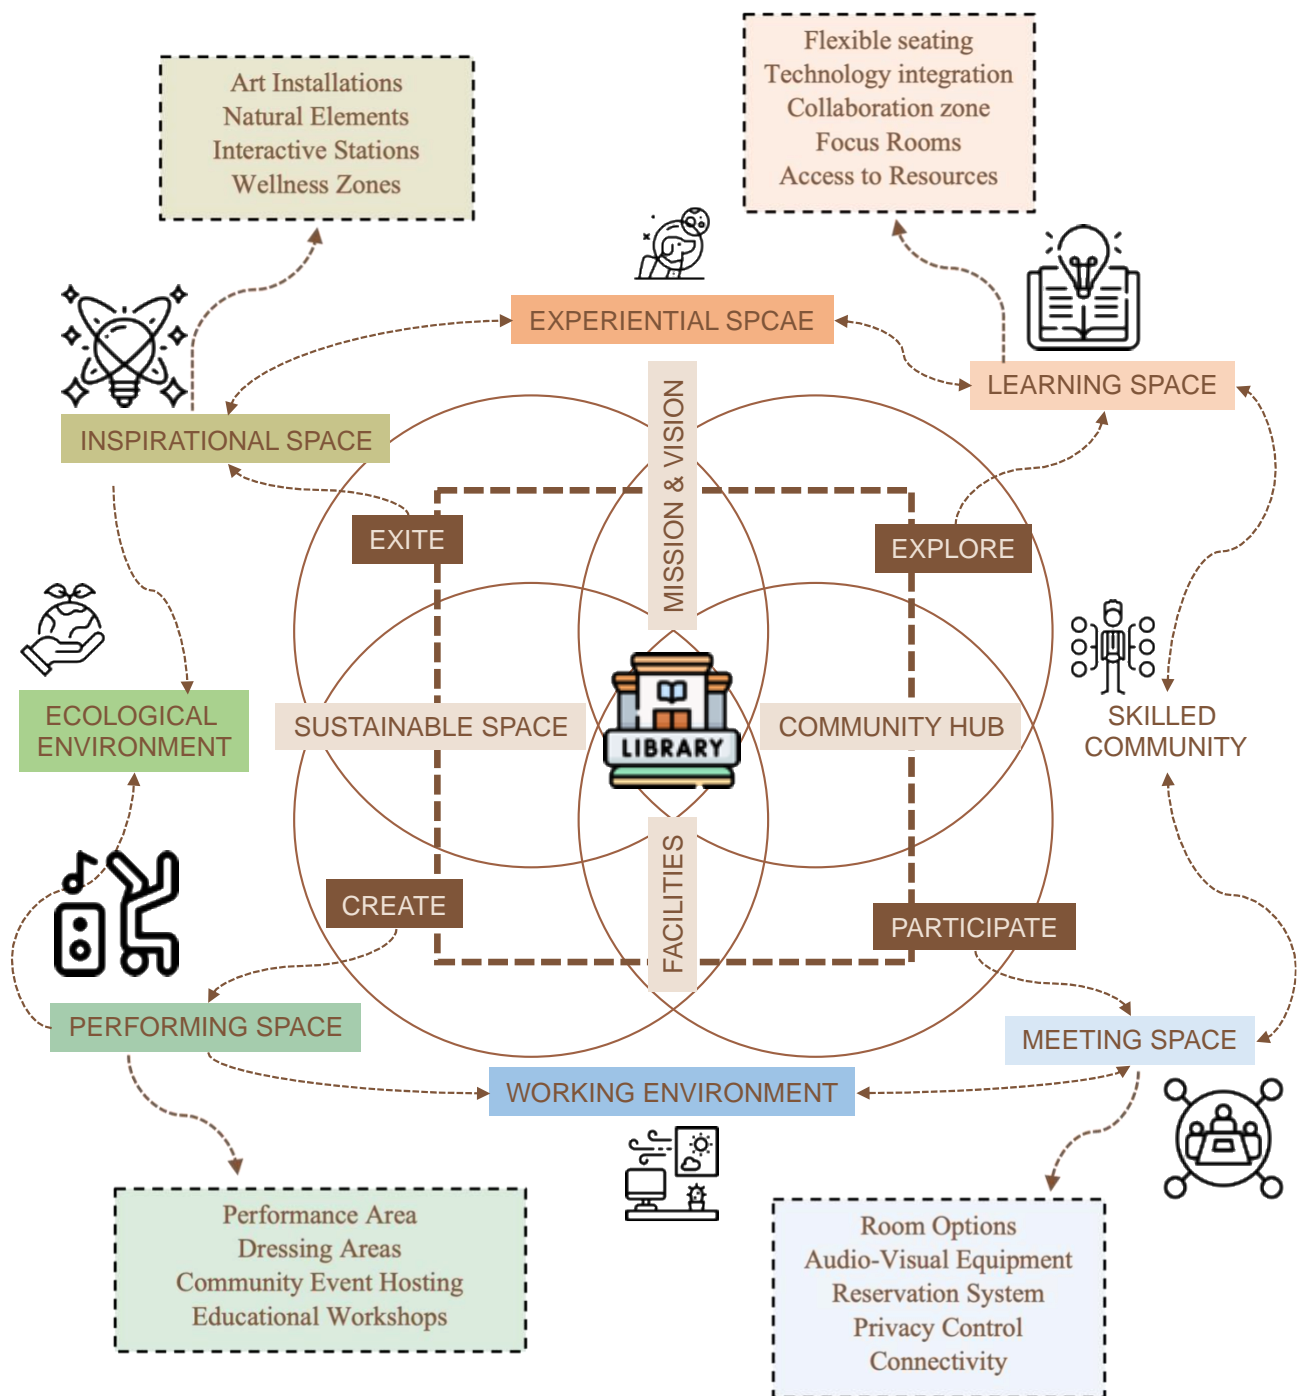 Art Installations
Natural Elements
Interactive Stations
Wellness Zones
Flexible seating
Technology integration
Collaboration zone
Focus Rooms
Access to Resources
EXPERIENTIAL SPCAE
LEARNING SPACE
INSPIRATIONAL SPACE
MISSION & VISION
EXITE
EXPLORE
ECOLOGICAL
ENVIRONMENT
SUSTAINABLE SPACE
LIBRARY
COMMUNITY HUB
SKILLED
COMMUNITY
FACILITIES
CREATE
PARTICIPATE
PERFORMING SPACE
MEETING SPACE
WORKING ENVIRONMENT
Performance Area
Dressing Areas
Community Event Hosting
Educational Workshops
Room Options
Audio-Visual Equipment
Reservation System
Privacy Control
Connectivity